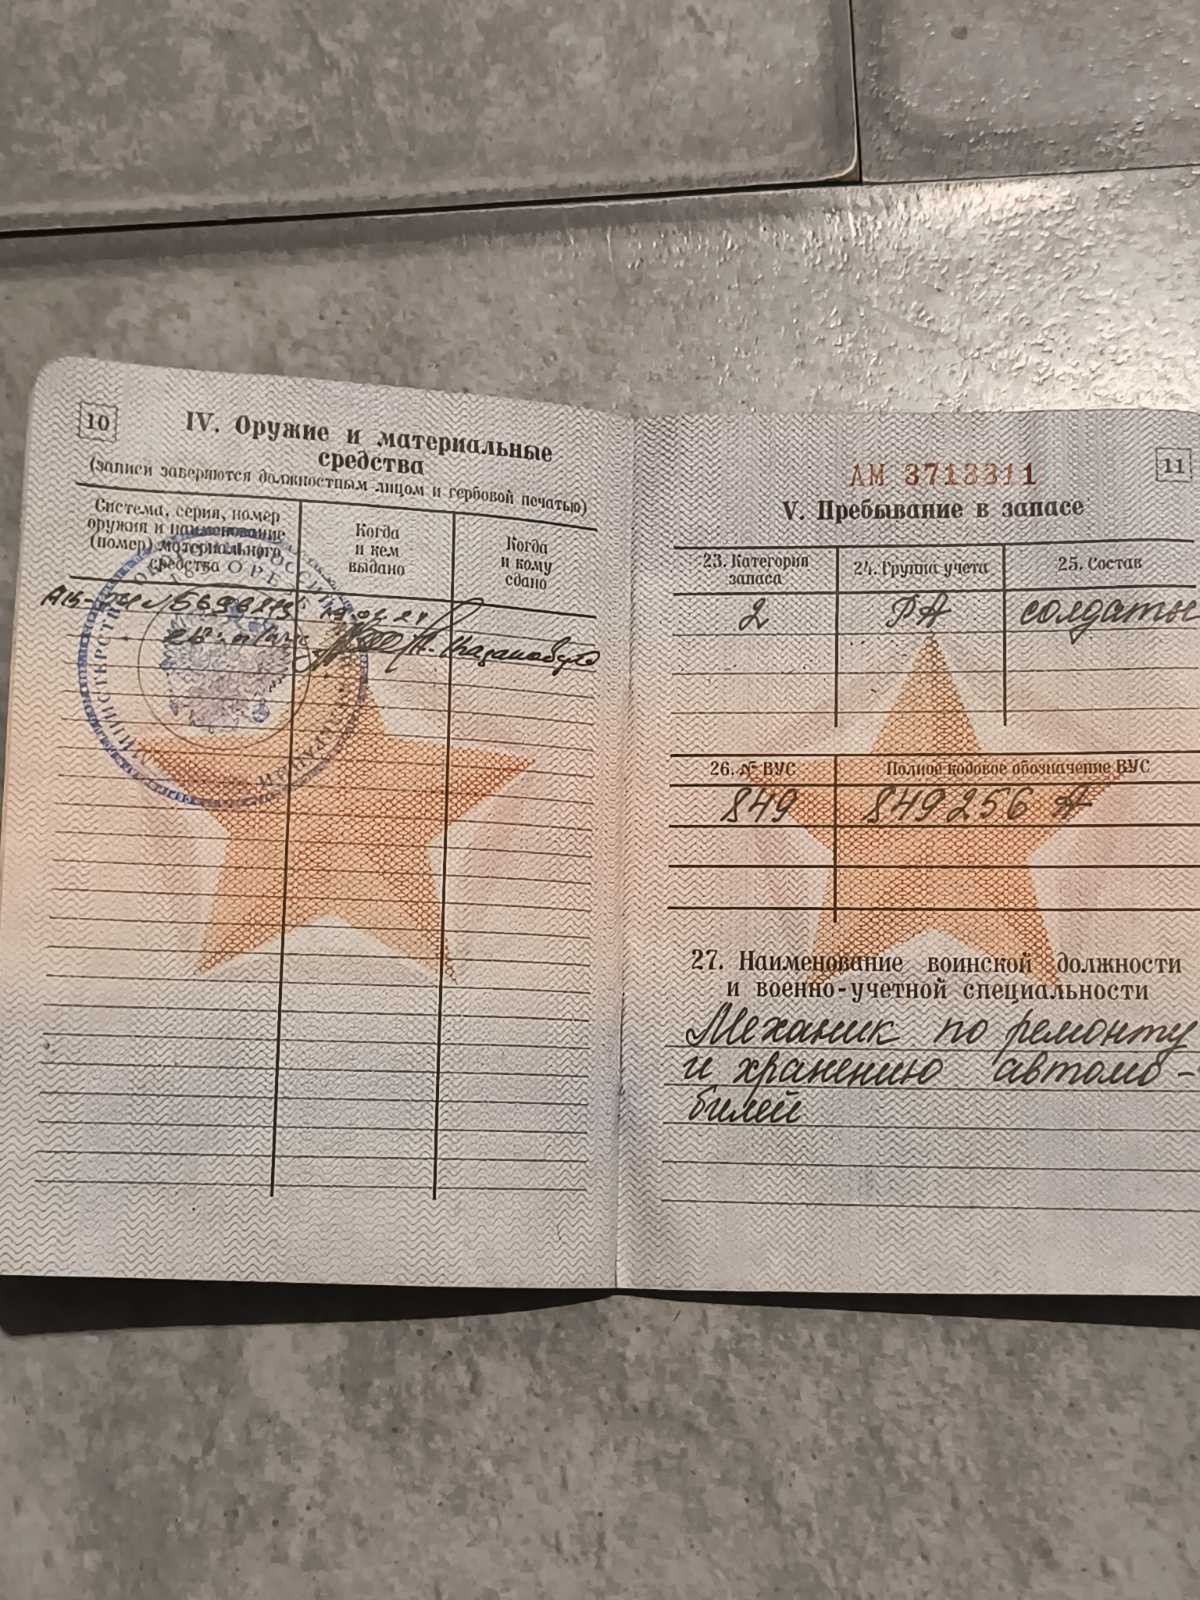 10
IV. Оружие и материальные
средства
(записи заверяются должностным лицом и гербовой печатью)
Система, серия, номер
оружия и наименование
(номер) материального
средства
Когда
и кем
выдано
Когда
и кому
сдано
11
АМ 3713311
V. Пребывание в запасе
23. Категория
запаса
24. Группа учета
25. Состав
2
РА
солдаты
26. № ВУС
Полное кодовое обозначение ВУС
849
849256 А
27. Наименование воинской должности
и военно-учетной специальности
Механик по ремонту
и хранению автомо-
билей